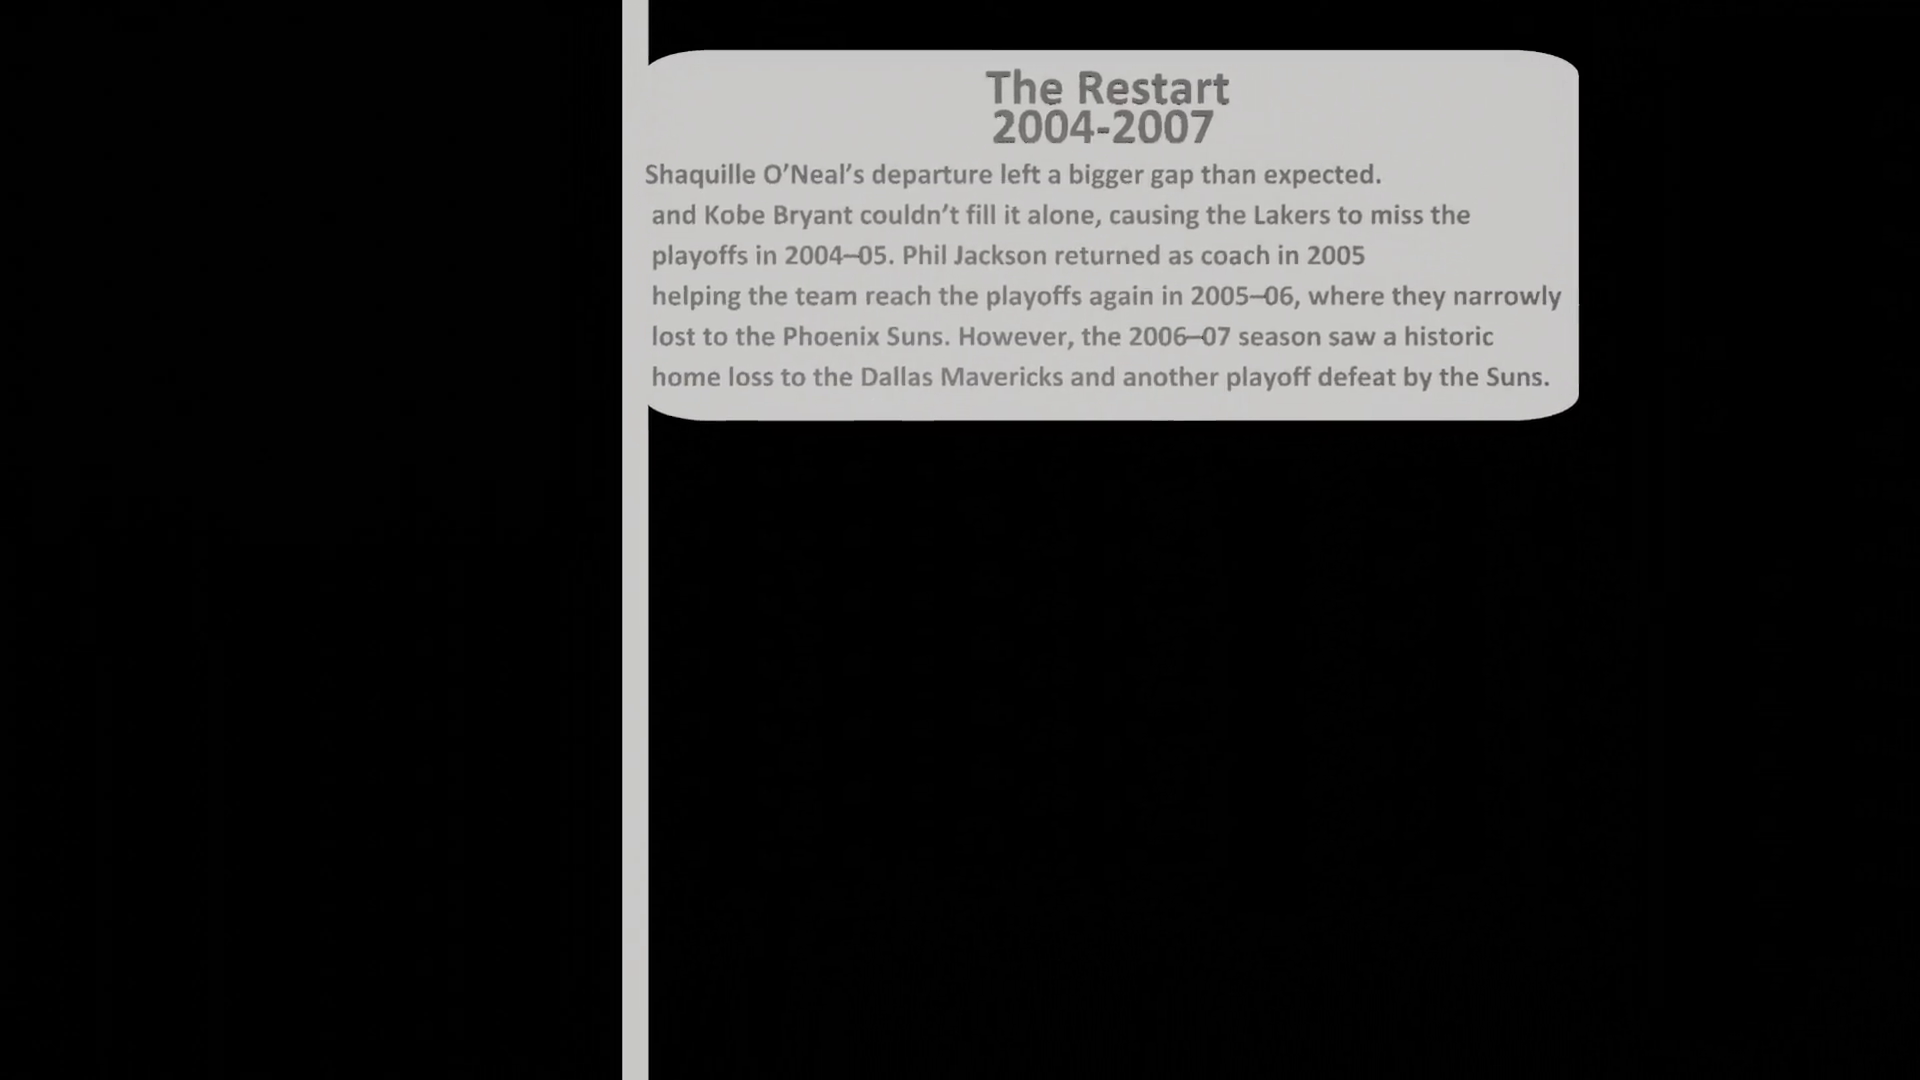 The Restart
2004-2007
Shaquille O’Neal’s departure left a bigger gap than expected.
and Kobe Bryant couldn’t fill it alone, causing the Lakers to miss the
playoffs in 2004–05. Phil Jackson returned as coach in 2005
helping the team reach the playoffs again in 2005–06, where they narrowly
lost to the Phoenix Suns. However, the 2006–07 season saw a historic
home loss to the Dallas Mavericks and another playoff defeat by the Suns.